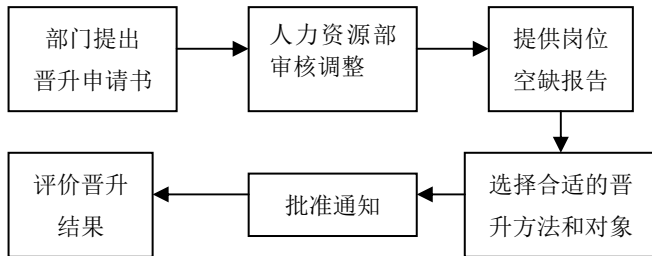 部门提出
晋升申请书
人力资源部
审核调整
提供岗位
空缺报告
选择合适的晋
升方法和对象
批准通知
评价晋升
结果